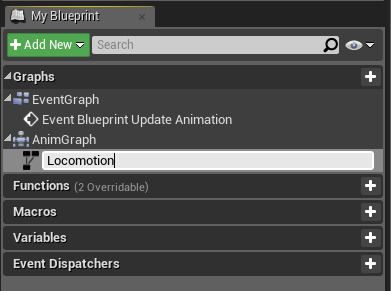 My Blueprint
Add New Search
Graphs
EventGraph
Event Blueprint Update Animation
AnimGraph
Locomotion
Functions (2 Overridable)
Macros
Variables
Event Dispatchers